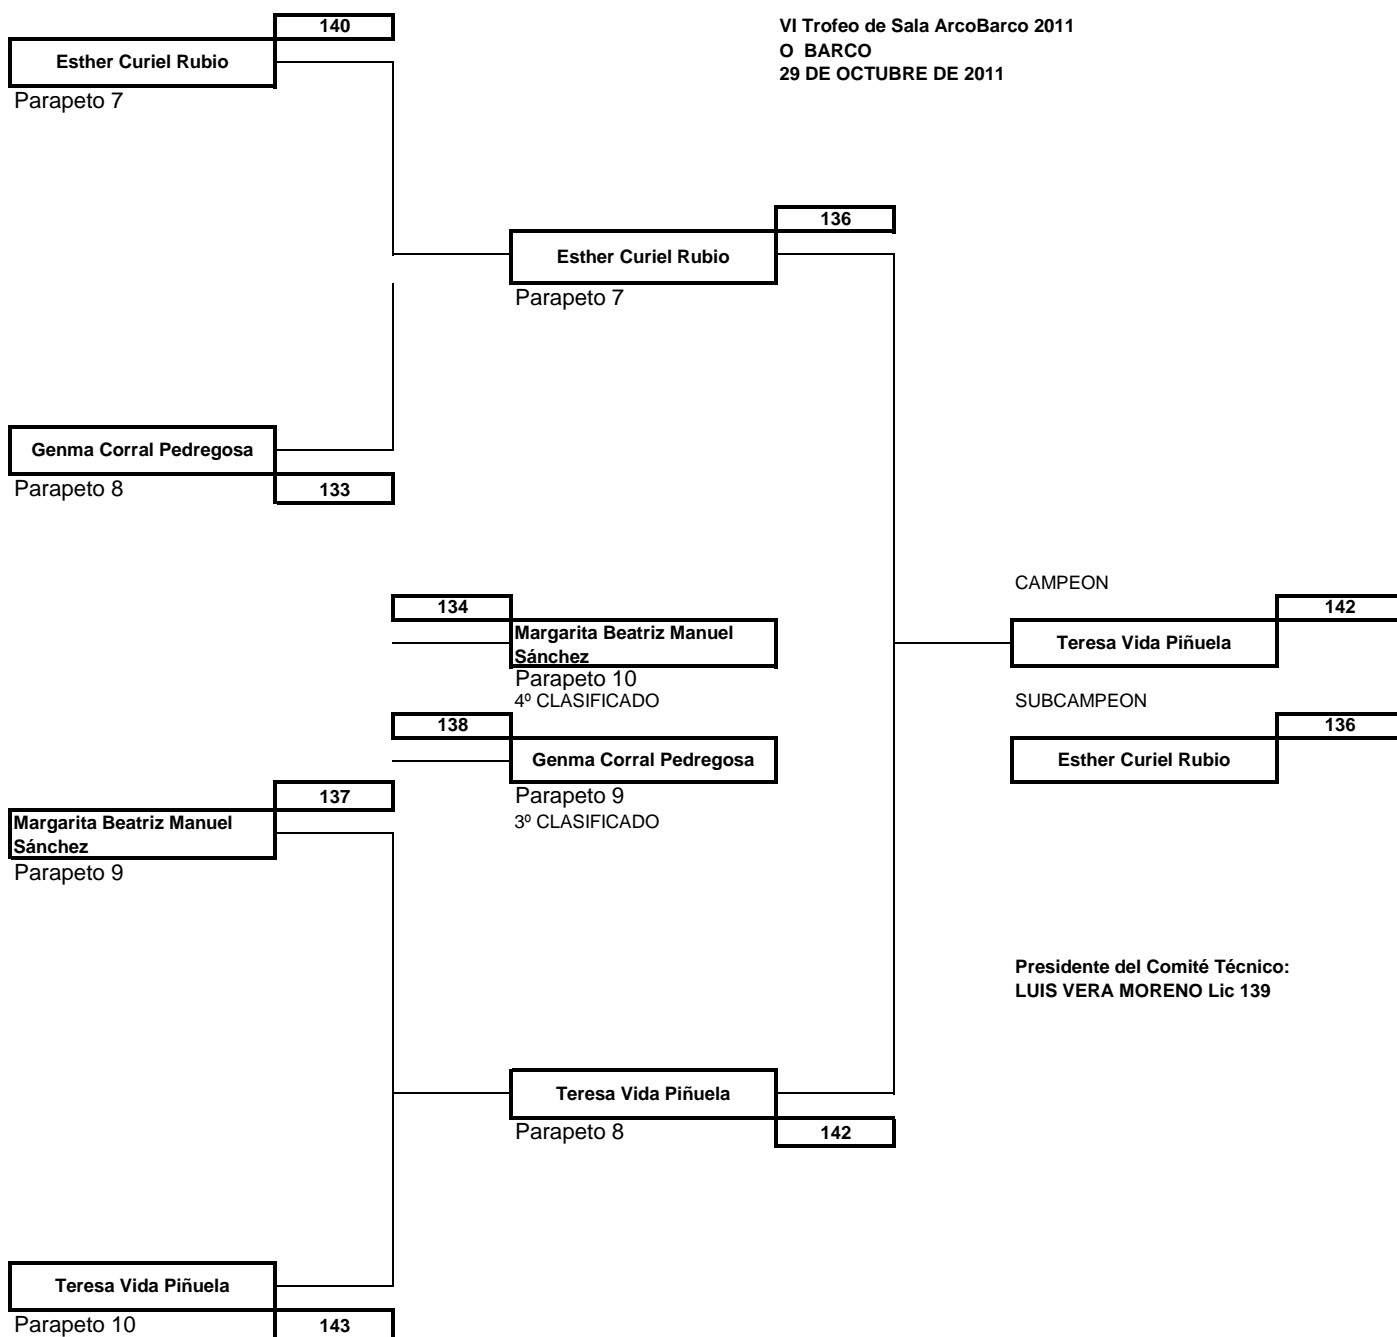 140
VI Trofeo de Sala ArcoBarco 2011
Esther Curiel Rubio
O BARCO
29 DE OCTUBRE DE 2011
Parapeto 7
136
Esther Curiel Rubio
Parapeto 7
Genma Corral Pedregosa
Parapeto 8
133
CAMPEON
134
142
Margarita Beatriz Manuel
Sánchez
Teresa Vida Piñuela
Parapeto 10
4º CLASIFICADO
SUBCAMPEON
138
136
Genma Corral Pedregosa
Esther Curiel Rubio
137
Parapeto 9
3º CLASIFICADO
Margarita Beatriz Manuel
Sánchez
Parapeto 9
Presidente del Comité Técnico:
LUIS VERA MORENO Lic 139
Teresa Vida Piñuela
Parapeto 8
142
Teresa Vida Piñuela
Parapeto 10
143